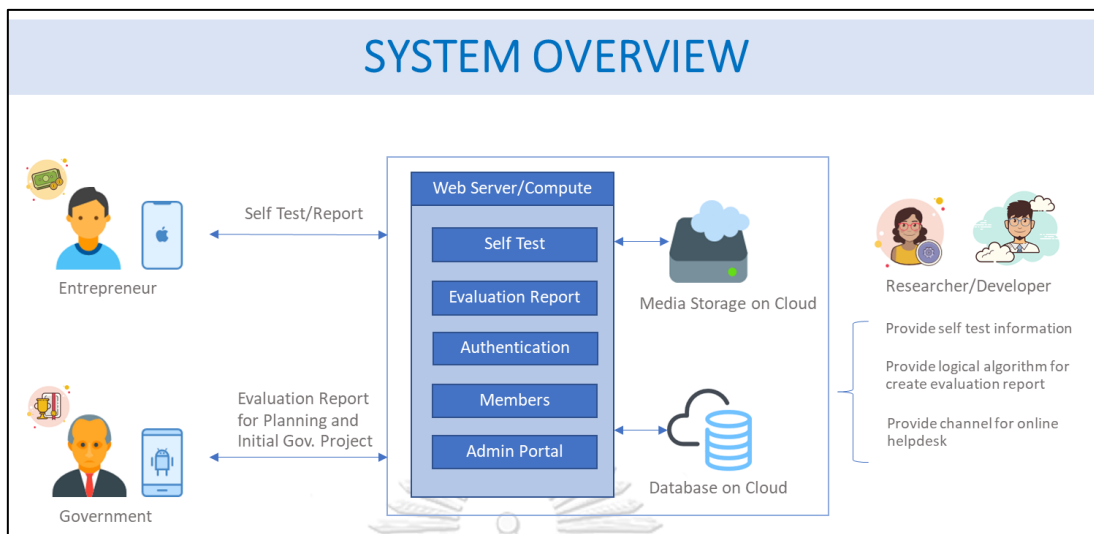 SYSTEM OVERVIEW
Self Test/Report
Entrepreneur
Evaluation Report
for Planning and
Initial Gov. Project
Government
Web Server/Compute
Self Test
Evaluation Report
Authentication
Members
Admin Portal
Media Storage on Cloud
Database on Cloud
Researcher/Developer
Provide self test information
Provide logical algorithm for
create evaluation report
Provide channel for online
helpdesk